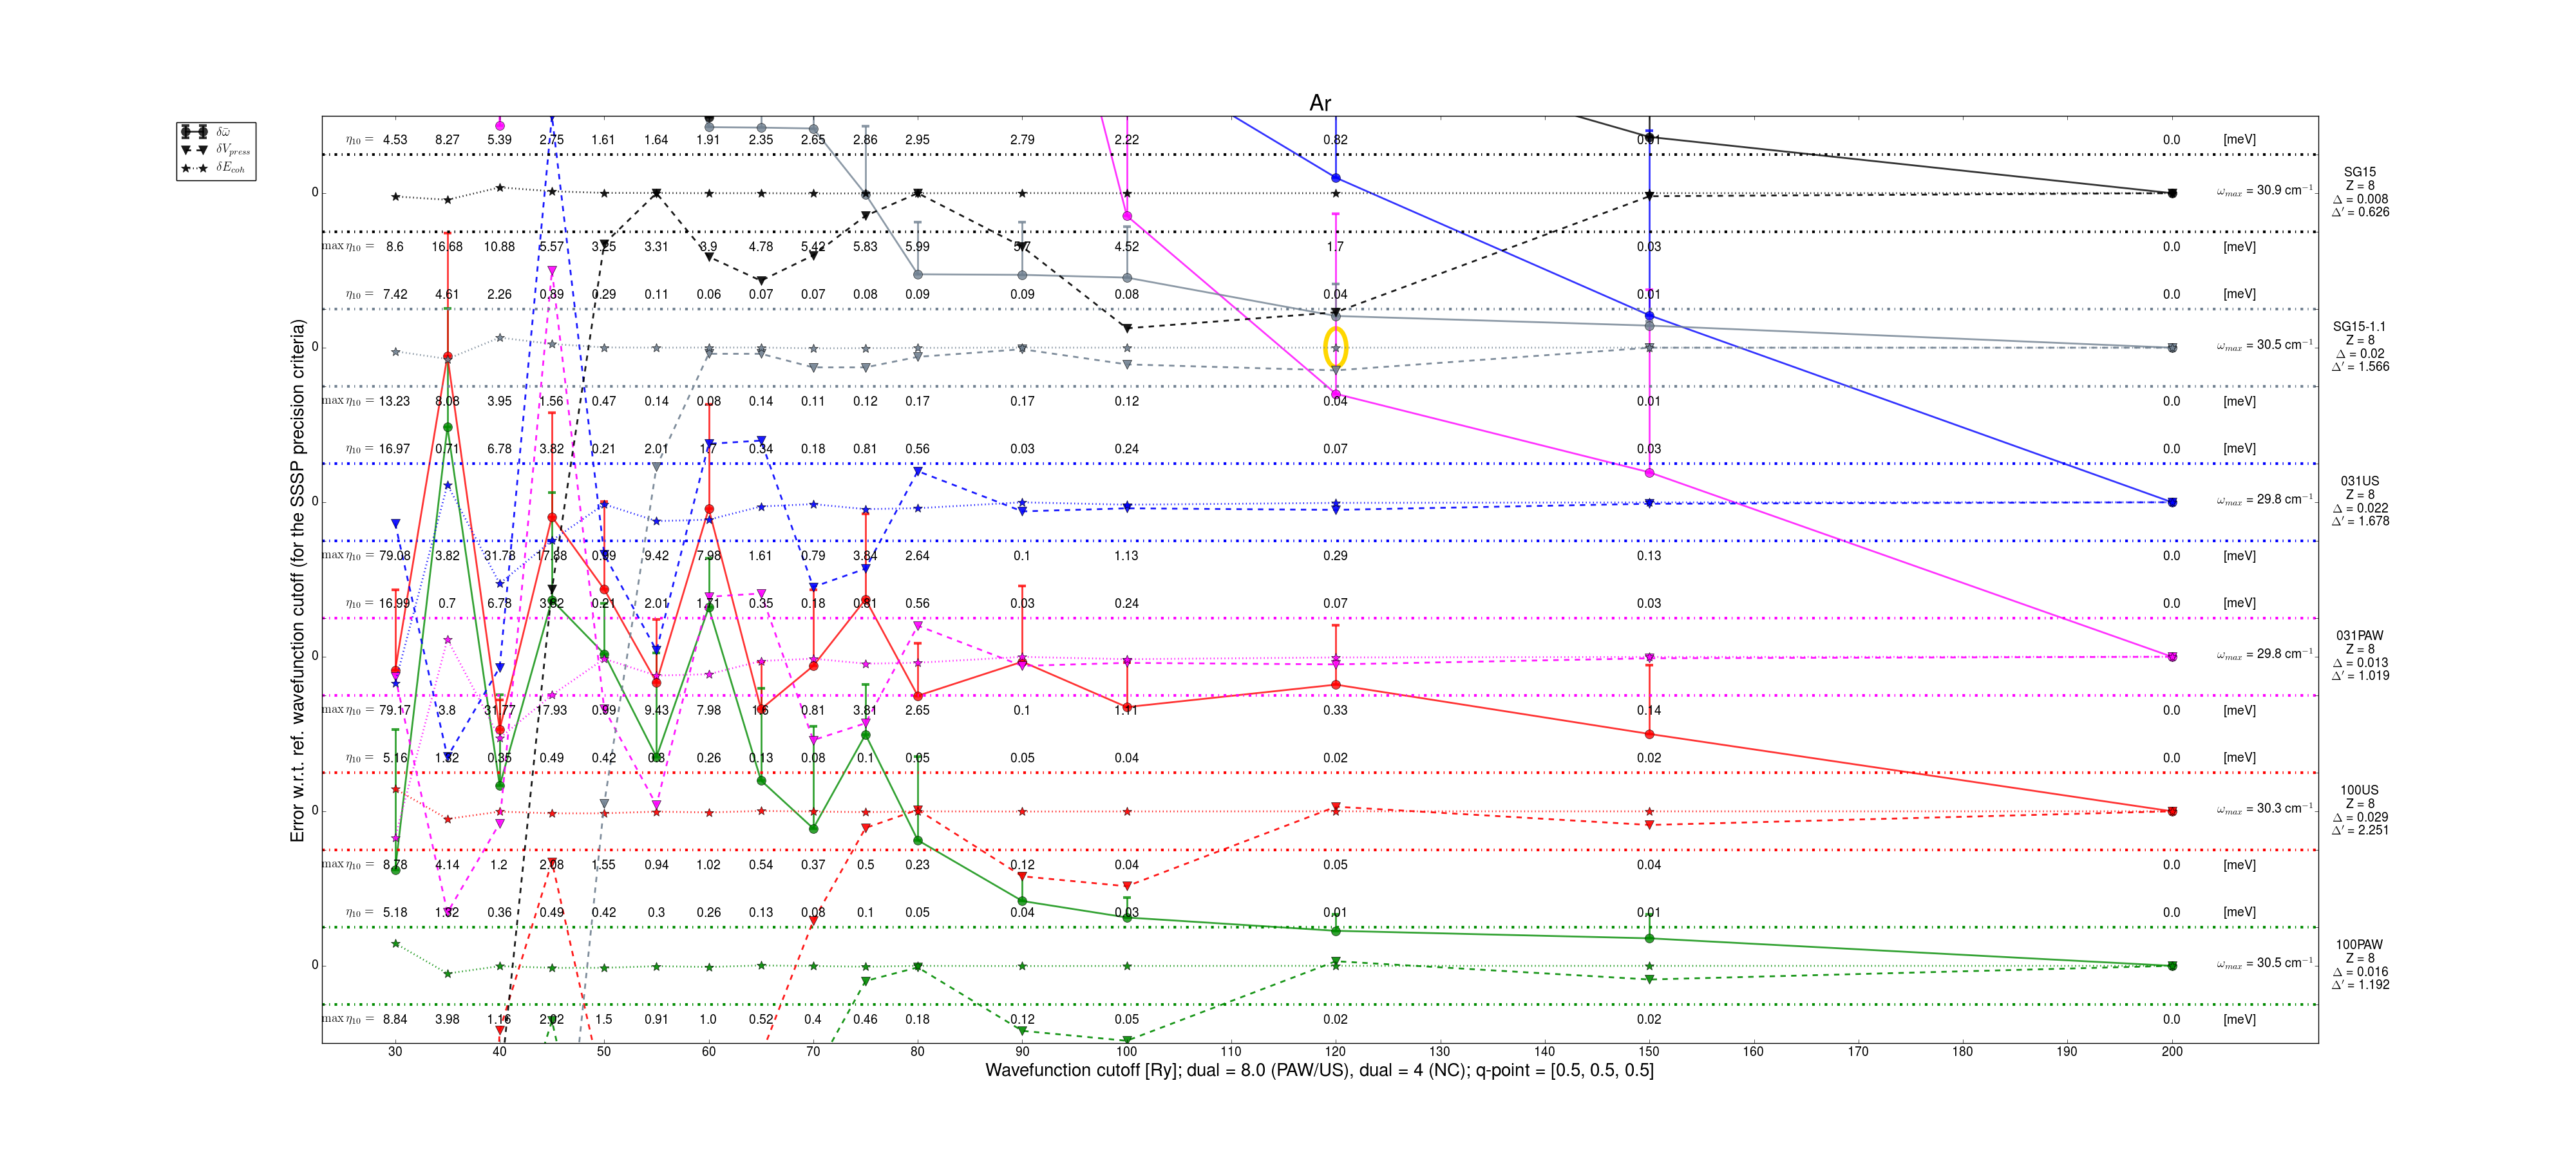 Ar
δω̄
δV_press
δE_coh
η₁₀ = 4.53 8.27 5.39 2.75 1.61 1.64 1.91 2.35 2.65 2.86 2.95 2.79 2.22 0.82 0.01 0.0 [meV]
0
ω_max = 30.9 cm⁻¹
SG15
Z = 8
Δ = 0.008
Δ′ = 0.626
max η₁₀ = 8.6 16.68 10.88 5.57 3.25 3.31 3.9 4.78 5.42 5.83 5.99 5.7 4.52 1.7 0.03 0.0 [meV]
η₁₀ = 7.42 4.61 2.26 0.89 0.29 0.11 0.06 0.07 0.07 0.08 0.09 0.09 0.08 0.04 0.01 0.0 [meV]
0
ω_max = 30.5 cm⁻¹
SG15-1.1
Z = 8
Δ = 0.02
Δ′ = 1.566
max η₁₀ = 13.23 8.08 3.95 1.56 0.47 0.14 0.08 0.14 0.11 0.12 0.17 0.17 0.12 0.04 0.01 0.0 [meV]
η₁₀ = 16.97 0.71 6.78 3.82 0.21 2.01 1.7 0.34 0.18 0.81 0.56 0.03 0.24 0.07 0.03 0.0 [meV]
0
ω_max = 29.8 cm⁻¹
031US
Z = 8
Δ = 0.022
Δ′ = 1.678
max η₁₀ = 79.08 3.82 31.78 17.88 0.99 9.42 7.98 1.61 0.79 3.84 2.64 0.1 1.13 0.29 0.13 0.0 [meV]
η₁₀ = 16.99 0.7 6.78 3.82 0.21 2.01 1.71 0.35 0.18 0.81 0.56 0.03 0.24 0.07 0.03 0.0 [meV]
0
ω_max = 29.8 cm⁻¹
031PAW
Z = 8
Δ = 0.013
Δ′ = 1.019
max η₁₀ = 79.17 3.8 31.77 17.93 0.99 9.43 7.98 1.6 0.81 3.81 2.65 0.1 1.11 0.33 0.14 0.0 [meV]
η₁₀ = 5.16 1.32 0.35 0.49 0.42 0.3 0.26 0.13 0.08 0.1 0.05 0.05 0.04 0.02 0.02 0.0 [meV]
0
ω_max = 30.3 cm⁻¹
100US
Z = 8
Δ = 0.029
Δ′ = 2.251
max η₁₀ = 8.78 4.14 1.2 2.08 1.55 0.94 1.02 0.54 0.37 0.5 0.23 0.12 0.04 0.05 0.04 0.0 [meV]
η₁₀ = 5.18 1.32 0.36 0.49 0.42 0.3 0.26 0.13 0.08 0.1 0.05 0.04 0.03 0.01 0.01 0.0 [meV]
0
ω_max = 30.5 cm⁻¹
100PAW
Z = 8
Δ = 0.016
Δ′ = 1.192
max η₁₀ = 8.84 3.98 1.16 2.02 1.5 0.91 1.0 0.52 0.4 0.46 0.18 0.12 0.05 0.02 0.02 0.0 [meV]
30 40 50 60 70 80 90 100 110 120 130 140 150 160 170 180 190 200
Wavefunction cutoff [Ry]; dual = 8.0 (PAW/US), dual = 4 (NC); q-point = [0.5, 0.5, 0.5]
Error w.r.t. ref. wavefunction cutoff (for the SSSP precision criteria)